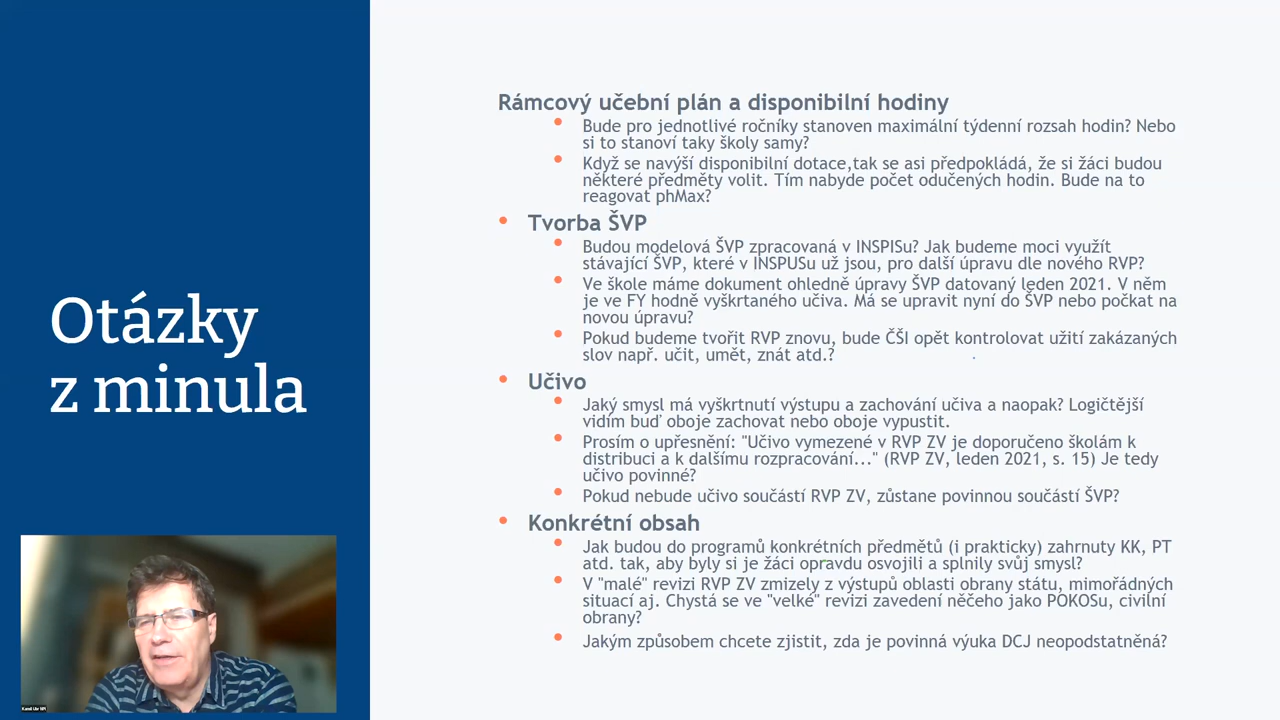 Otázky
z minula
Rámcový učební plán a disponibilní hodiny
Bude pro jednotlivé ročníky stanoven maximální týdenní rozsah hodin? Nebo
si to stanoví taky školy samy?
Když se navýší disponibilní dotace,tak se asi předpokládá, že si žáci budou
některé předměty volit. Tím nabyde počet odučených hodin. Bude na to
reagovat phMax?
Tvorba ŠVP
Budou modelová ŠVP zpracovaná v INSPISu? Jak budeme moci využít
stávající ŠVP, které v INSPUSu už jsou, pro další úpravu dle nového RVP?
Ve škole máme dokument ohledně úpravy ŠVP datovaný leden 2021. V něm
je ve FY hodně vyškrtaného učiva. Má se upravit nyní do ŠVP nebo počkat na
novou úpravu?
Pokud budeme tvořit RVP znovu, bude ČŠI opět kontrolovat užití zakázaných
slov např. učit, umět, znát atd.?
Učivo
Jaký smysl má vyškrtnutí výstupu a zachování učiva a naopak? Logičtější
vidím buď oboje zachovat nebo oboje vypustit.
Prosím o upřesnění: "Učivo vymezené v RVP ZV je doporučeno školám k
distribuci a k dalšímu rozpracování..." (RVP ZV, leden 2021, s. 15) Je tedy
učivo povinné?
Pokud nebude učivo součástí RVP ZV, zůstane povinnou součástí ŠVP?
Konkrétní obsah
Jak budou do programů konkrétních předmětů (i prakticky) zahrnuty KK, PT
atd. tak, aby byly si je žáci opravdu osvojili a splnily svůj smysl?
V "malé" revizi RVP ZV zmizely z výstupů oblasti obrany státu, mimořádných
situací aj. Chystá se ve "velké" revizi zavedení něčeho jako POKOSu, civilní
obrany?
Jakým způsobem chcete zjistit, zda je povinná výuka DCJ neopodstatněná?